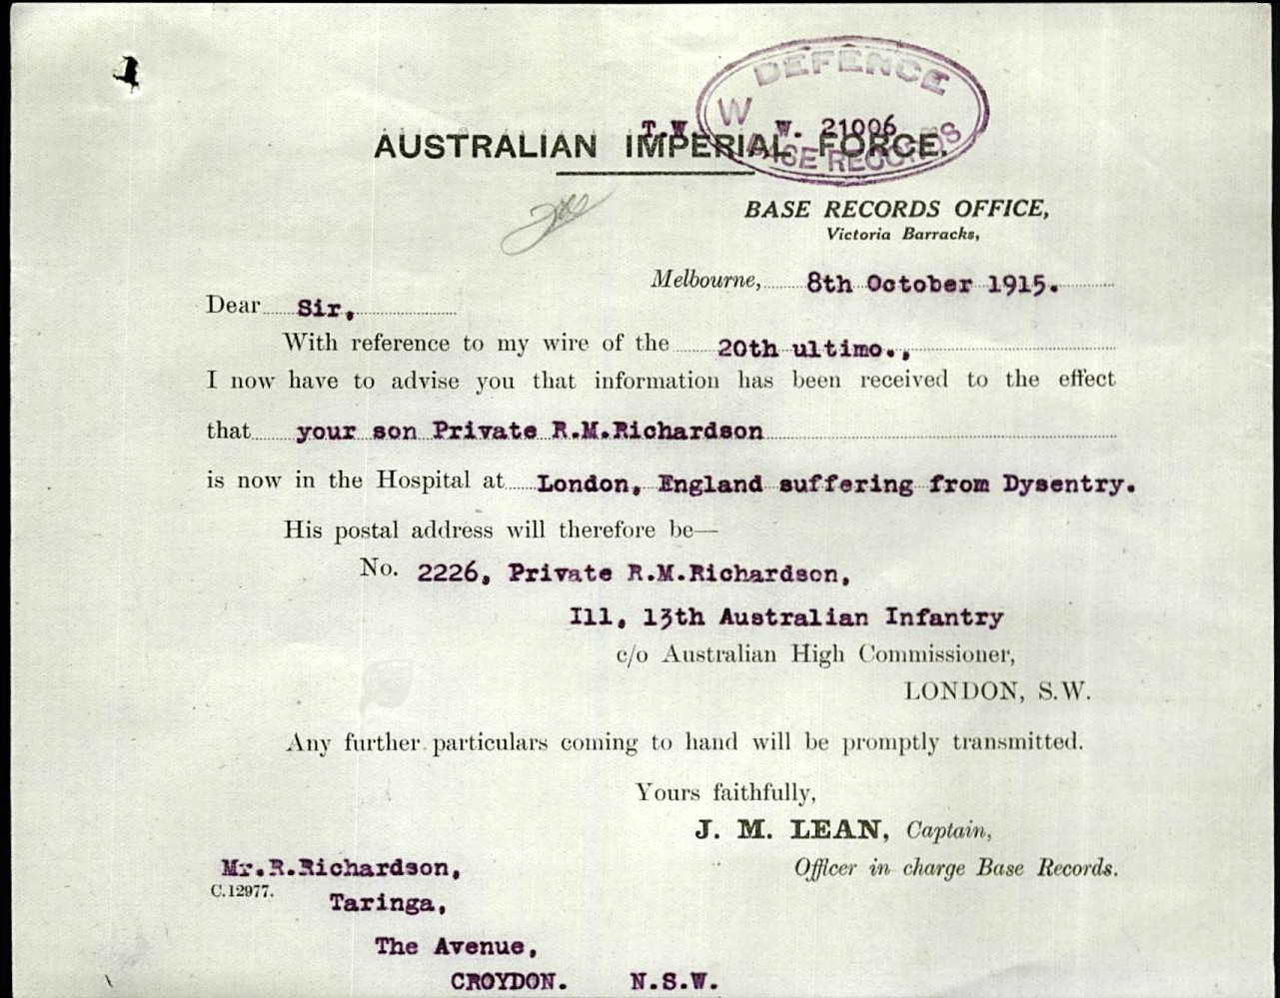 DEFENCE
W
T.W. W. 21006
AUSTRALIAN IMPERIAL FORCE.
BASE RECORDS
BASE RECORDS OFFICE,
Victoria Barracks,
Melbourne, 8th October 1915.
Dear Sir,
With reference to my wire of the 20th ultimo.,
I now have to advise you that information has been received to the effect
that your son Private R.M.Richardson
is now in the Hospital at London, England suffering from Dysentry.
His postal address will therefore be—
No. 2226, Private R.M.Richardson,
Ill, 13th Australian Infantry
c/o Australian High Commissioner,
LONDON, S.W.
Any further particulars coming to hand will be promptly transmitted.
Yours faithfully,
J. M. LEAN, Captain,
Officer in charge Base Records.
Mr.R.Richardson,
C.12977.
Taringa,
The Avenue,
CROYDON. N.S.W.